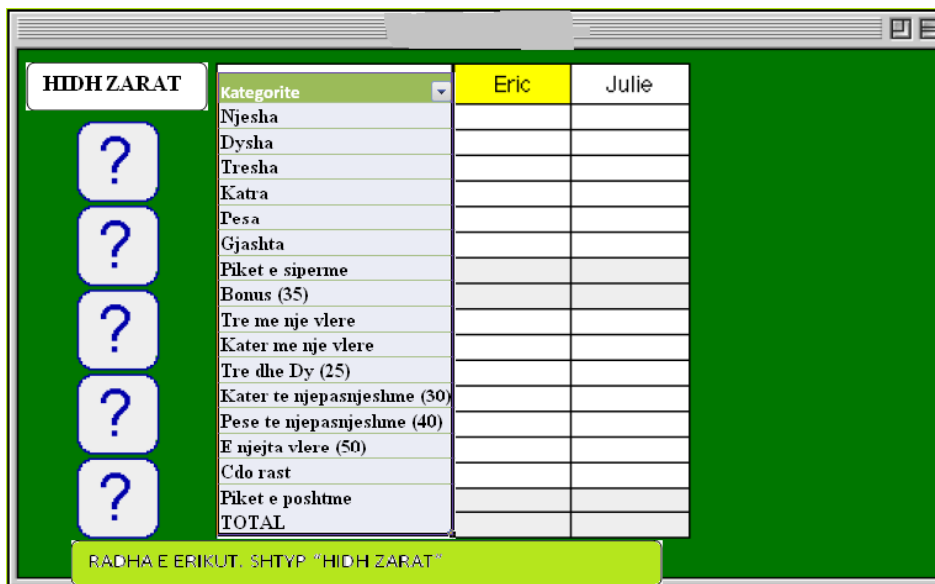 HIDH ZARAT
?
?
?
?
?
Kategorite Eric Julie
Njesha
Dysha
Tresha
Katra
Pesa
Gjashta
Piket e siperme
Bonus (35)
Tre me nje vlere
Kater me nje vlere
Tre dhe Dy (25)
Kater te njepasnjeshme (30)
Pese te njepasnjeshme (40)
E njejta vlere (50)
Cdo rast
Piket e poshtme
TOTAL
RADHA E ERIKUT. SHTYP "HIDH ZARAT"